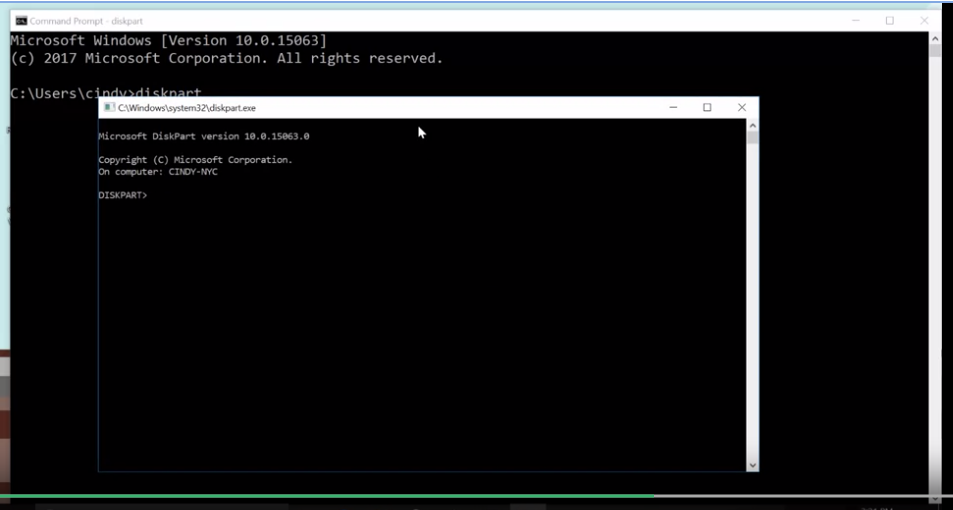 Command Prompt - diskpart
Microsoft Windows [Version 10.0.15063]
(c) 2017 Microsoft Corporation. All rights reserved.
C:\Users\cindy>diskpart
C:\Windows\system32\diskpart.exe
Microsoft DiskPart version 10.0.15063.0
Copyright (C) Microsoft Corporation.
On computer: CINDY-NYC
DISKPART>